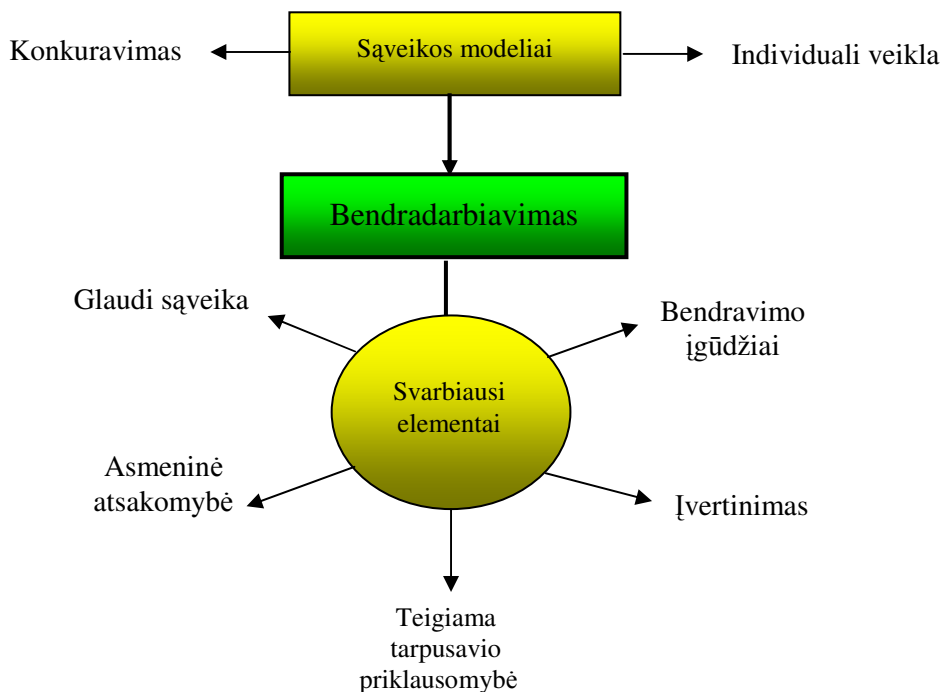 Konkuravimas
Sąveikos modeliai
Individuali veikla
Bendradarbiavimas
Glaudi sąveika
Bendravimo
įgūdžiai
Svarbiausi
elementai
Asmeninė
atsakomybė
Įvertinimas
Teigiama
tarpusavio
priklausomybė